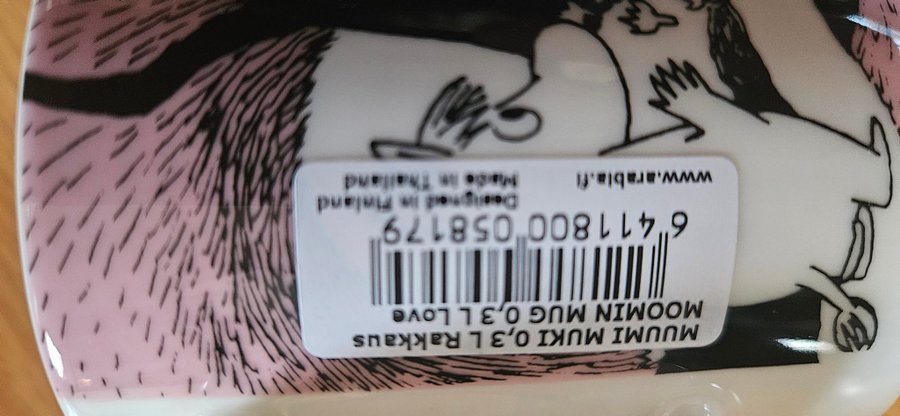 MUUMI MUKI 0,3 L Rakkaus
MOOMIN MUG 0,3 L Love
6 411800 058179
www.arabia.fi
Designed in Finland
Made in Thailand